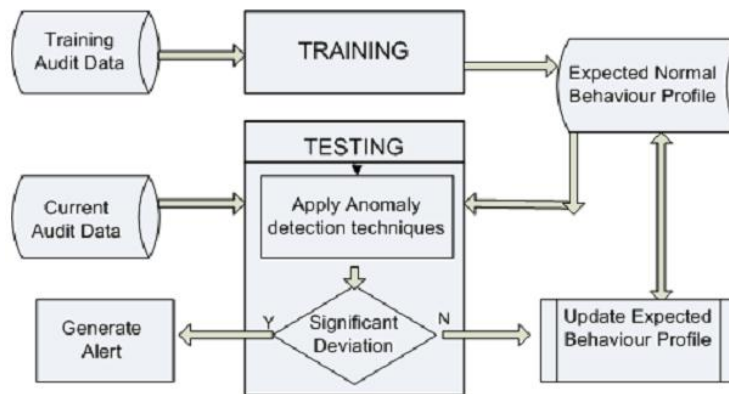 Training
Audit Data
TRAINING
Expected Normal
Behaviour Profile
TESTING
Current
Audit Data
Apply Anomaly
detection techniques
Generate
Alert
Y
Significant
Deviation
N
Update Expected
Behaviour Profile